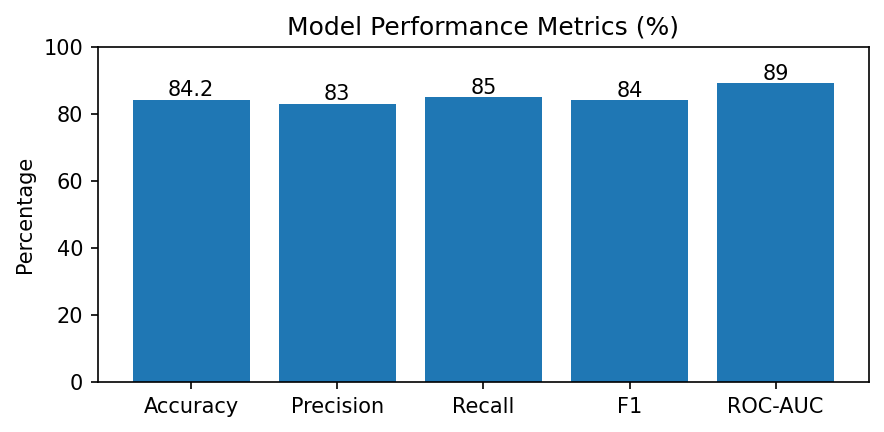 Model Performance Metrics (%)
Percentage
100
80
60
40
20
0
84.2 83 85 84 89
Accuracy Precision Recall F1 ROC-AUC